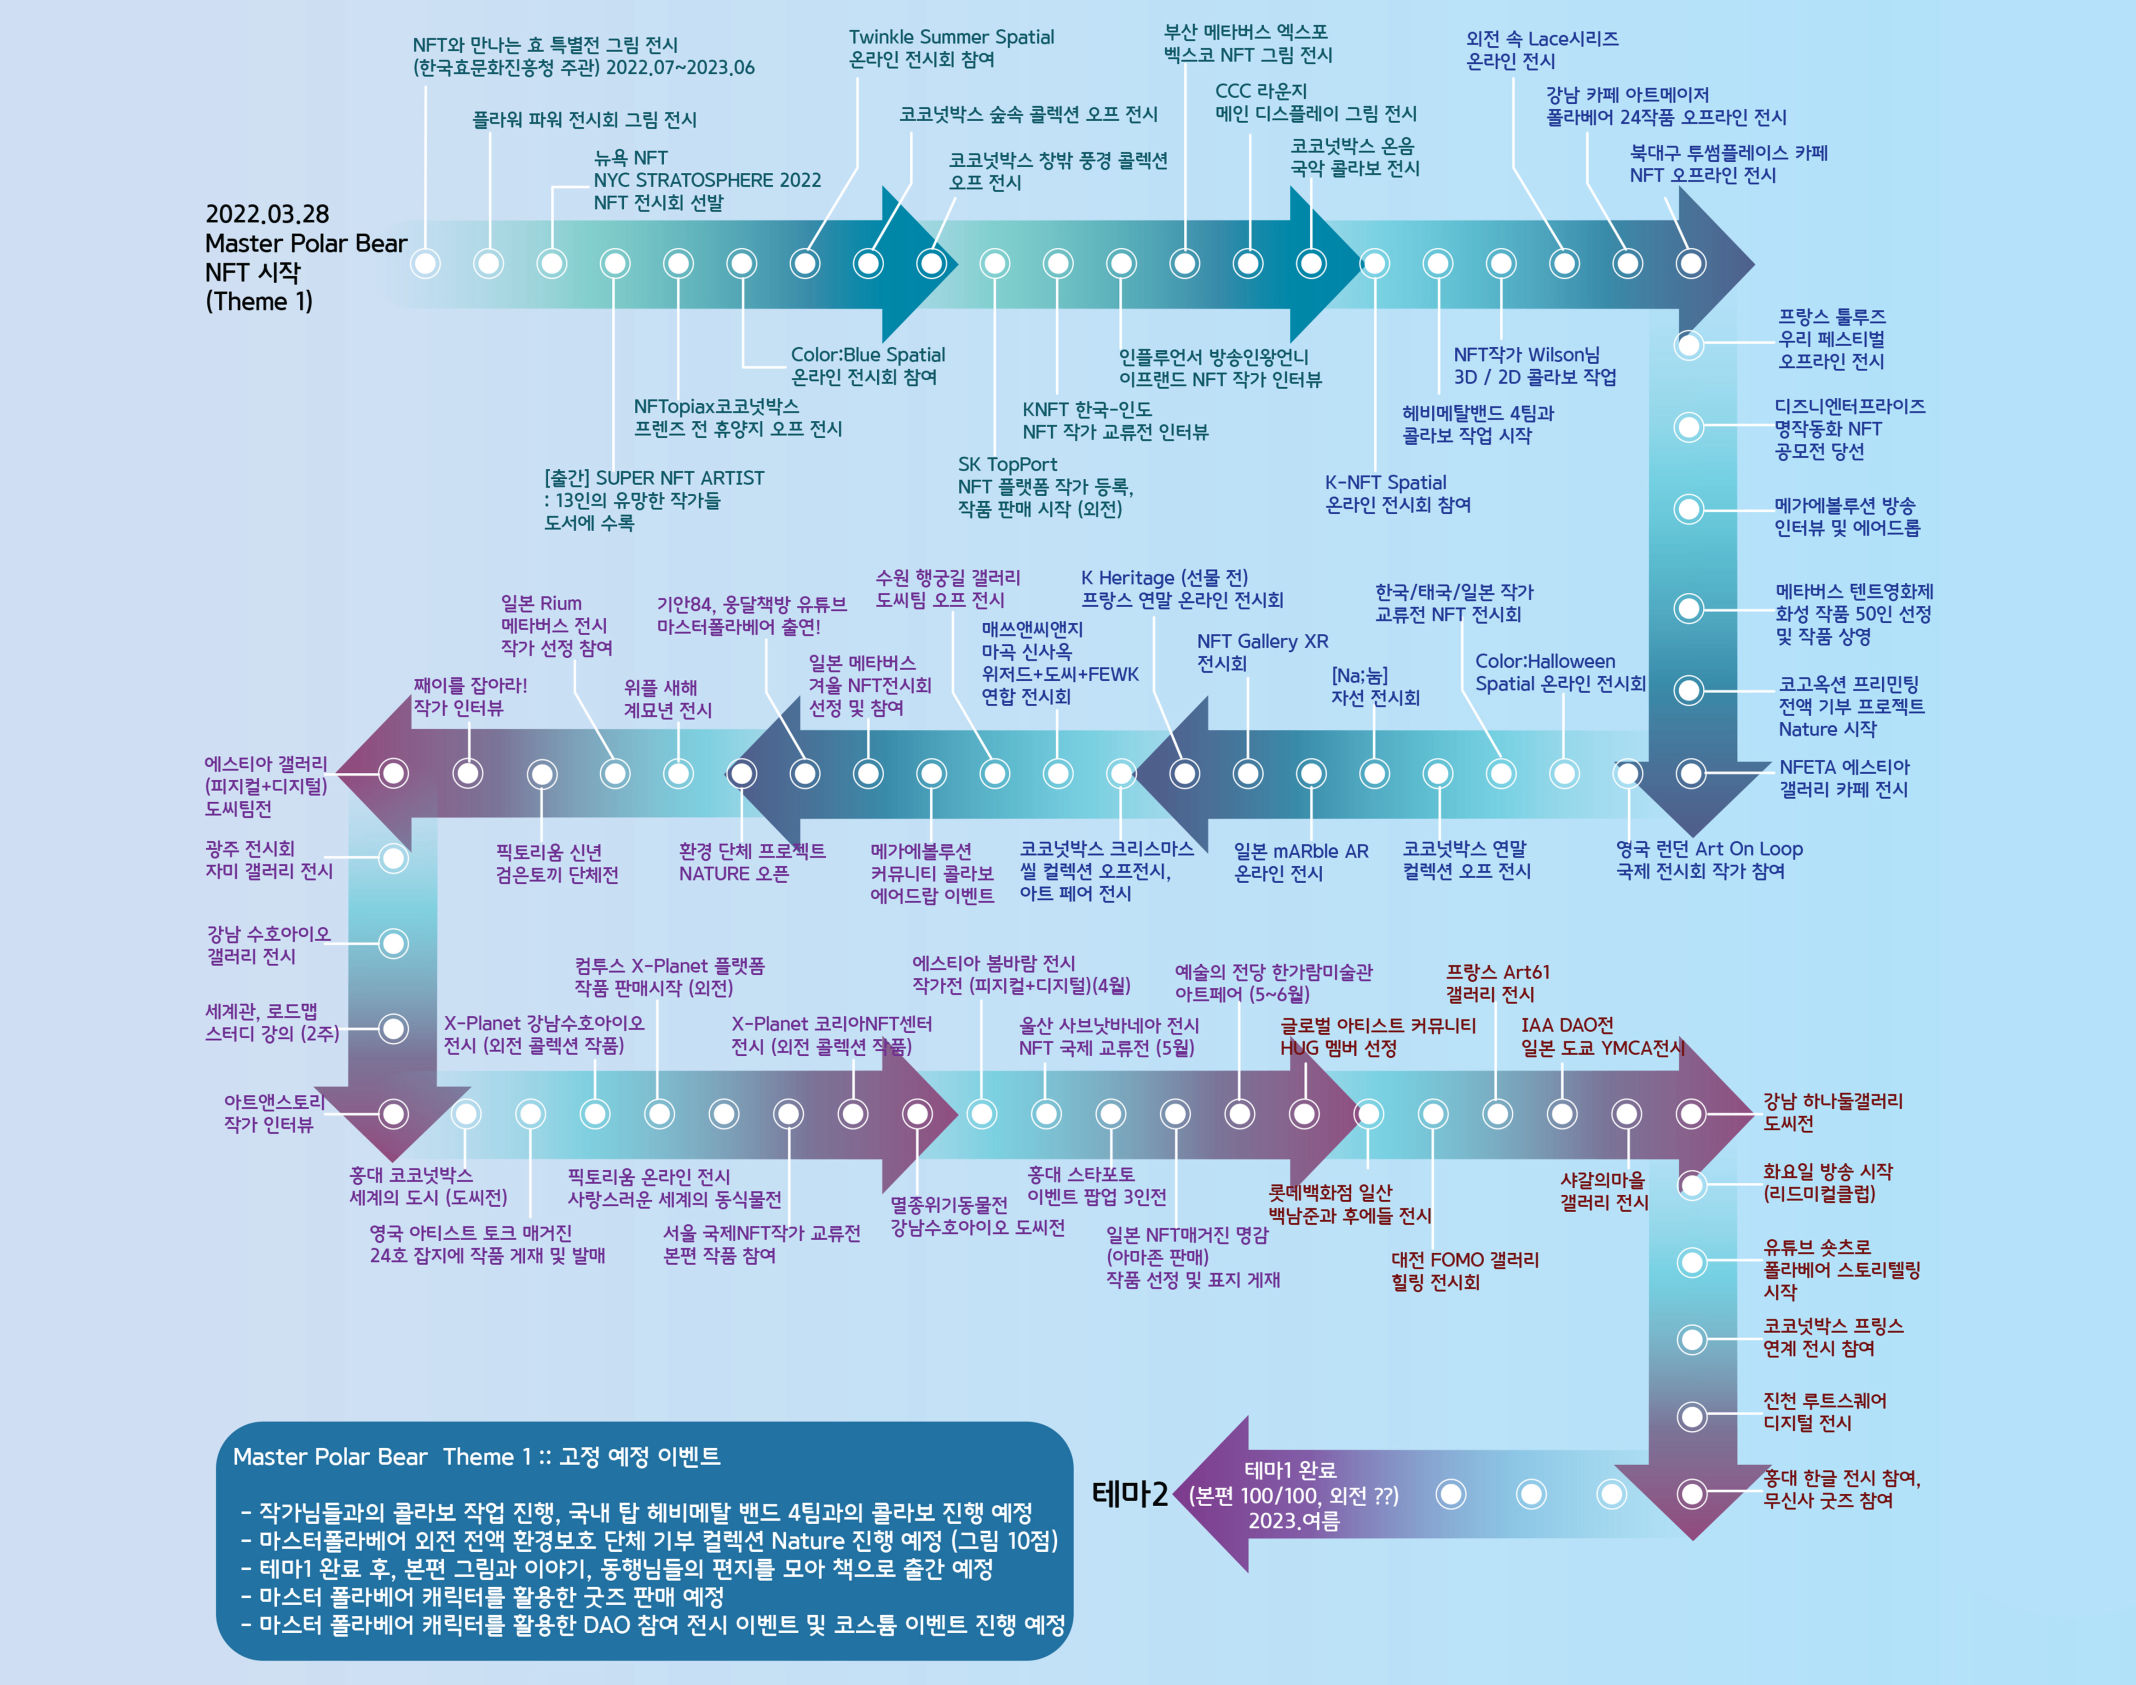 2022.03.28
Master Polar Bear
NFT 시작
(Theme 1)
NFT와 만나는 효 특별전 그림 전시
(한국효문화진흥청 주관) 2022.07~2023.06
플라워 파워 전시회 그림 전시
뉴욕 NFT
NYC STRATOSPHERE 2022
NFT 전시회 선발
[출간] SUPER NFT ARTIST
: 13인의 유망한 작가들
도서에 수록
NFTopiax코코넛박스
프렌즈 전 휴양지 오프 전시
Color:Blue Spatial
온라인 전시회 참여
Twinkle Summer Spatial
온라인 전시회 참여
코코넛박스 숲속 콜렉션 오프 전시
코코넛박스 창밖 풍경 콜렉션
오프 전시
SK TopPort
NFT 플랫폼 작가 등록,
작품 판매 시작 (외전)
KNFT 한국-인도
NFT 작가 교류전 인터뷰
인플루언서 방송인왕언니
이프랜드 NFT 작가 인터뷰
부산 메타버스 엑스포
벡스코 NFT 그림 전시
CCC 라운지
메인 디스플레이 그림 전시
코코넛박스 온음
국악 콜라보 전시
K-NFT Spatial
온라인 전시회 참여
헤비메탈밴드 4팀과
콜라보 작업 시작
NFT작가 Wilson님
3D / 2D 콜라보 작업
외전 속 Lace시리즈
온라인 전시
강남 카페 아트메이저
폴라베어 24작품 오프라인 전시
북대구 투썸플레이스 카페
NFT 오프라인 전시
프랑스 툴루즈
우리 페스티벌
오프라인 전시
디즈니엔터프라이즈
명작동화 NFT
공모전 당선
메가에볼루션 방송
인터뷰 및 에어드롭
메타버스 텐트영화제
화성 작품 50인 선정
및 작품 상영
코고옥션 프리민팅
전액 기부 프로젝트
Nature 시작
NFETA 에스티아
갤러리 카페 전시
영국 런던 Art On Loop
국제 전시회 작가 참여
Color:Halloween
Spatial 온라인 전시회
한국/태국/일본 작가
교류전 NFT 전시회
코코넛박스 연말
컬렉션 오프 전시
[Na;눔]
자선 전시회
일본 mARble AR
온라인 전시
NFT Gallery XR
전시회
K Heritage (선물 전)
프랑스 연말 온라인 전시회
코코넛박스 크리스마스
씰 컬렉션 오프전시,
아트 페어 전시
매쓰앤씨앤지
마곡 신사옥
위저드+도씨+FEWK
연합 전시회
수원 행궁길 갤러리
도씨팀 오프 전시
메가에볼루션
커뮤니티 콜라보
에어드랍 이벤트
일본 메타버스
겨울 NFT전시회
선정 및 참여
기안84, 웅달책방 유튜브
마스터폴라베어 출연!
환경 단체 프로젝트
NATURE 오픈
위플 새해
계묘년 전시
일본 Rium
메타버스 전시
작가 선정 참여
픽토리움 신년
검은토끼 단체전
째이를 잡아라!
작가 인터뷰
에스티아 갤러리
(피지컬+디지털)
도씨팀전
광주 전시회
자미 갤러리 전시
강남 수호아이오
갤러리 전시
세계관, 로드맵
스터디 강의 (2주)
아트앤스토리
작가 인터뷰
홍대 코코넛박스
세계의 도시 (도씨전)
영국 아티스트 토크 매거진
24호 잡지에 작품 게재 및 발매
X-Planet 강남수호아이오
전시 (외전 콜렉션 작품)
컴투스 X-Planet 플랫폼
작품 판매시작 (외전)
픽토리움 온라인 전시
사랑스러운 세계의 동식물전
서울 국제NFT작가 교류전
본편 작품 참여
X-Planet 코리아NFT센터
전시 (외전 콜렉션 작품)
멸종위기동물전
강남수호아이오 도씨전
에스티아 봄바람 전시
작가전 (피지컬+디지털)(4월)
울산 사브낫바네아 전시
NFT 국제 교류전 (5월)
홍대 스타포토
이벤트 팝업 3인전
일본 NFT매거진 명감
(아마존 판매)
작품 선정 및 표지 게재
예술의 전당 한가람미술관
아트페어 (5~6월)
글로벌 아티스트 커뮤니티
HUG 멤버 선정
롯데백화점 일산
백남준과 후에들 전시
대전 FOMO 갤러리
힐링 전시회
프랑스 Art61
갤러리 전시
IAA DAO전
일본 도쿄 YMCA전시
샤갈의마을
갤러리 전시
강남 하나둘갤러리
도씨전
화요일 방송 시작
(리드미컬클럽)
유튜브 숏츠로
폴라베어 스토리텔링
시작
코코넛박스 프링스
연계 전시 참여
진천 루트스퀘어
디지털 전시
홍대 한글 전시 참여,
무신사 굿즈 참여
테마1 완료
(본편 100/100, 외전 ??)
2023.여름
테마2
Master Polar Bear  Theme 1 :: 고정 예정 이벤트
- 작가님들과의 콜라보 작업 진행, 국내 탑 헤비메탈 밴드 4팀과의 콜라보 진행 예정
- 마스터폴라베어 외전 전액 환경보호 단체 기부 컬렉션 Nature 진행 예정 (그림 10점)
- 테마1 완료 후, 본편 그림과 이야기, 동행님들의 편지를 모아 책으로 출간 예정
- 마스터 폴라베어 캐릭터를 활용한 굿즈 판매 예정
- 마스터 폴라베어 캐릭터를 활용한 DAO 참여 전시 이벤트 및 코스튬 이벤트 진행 예정